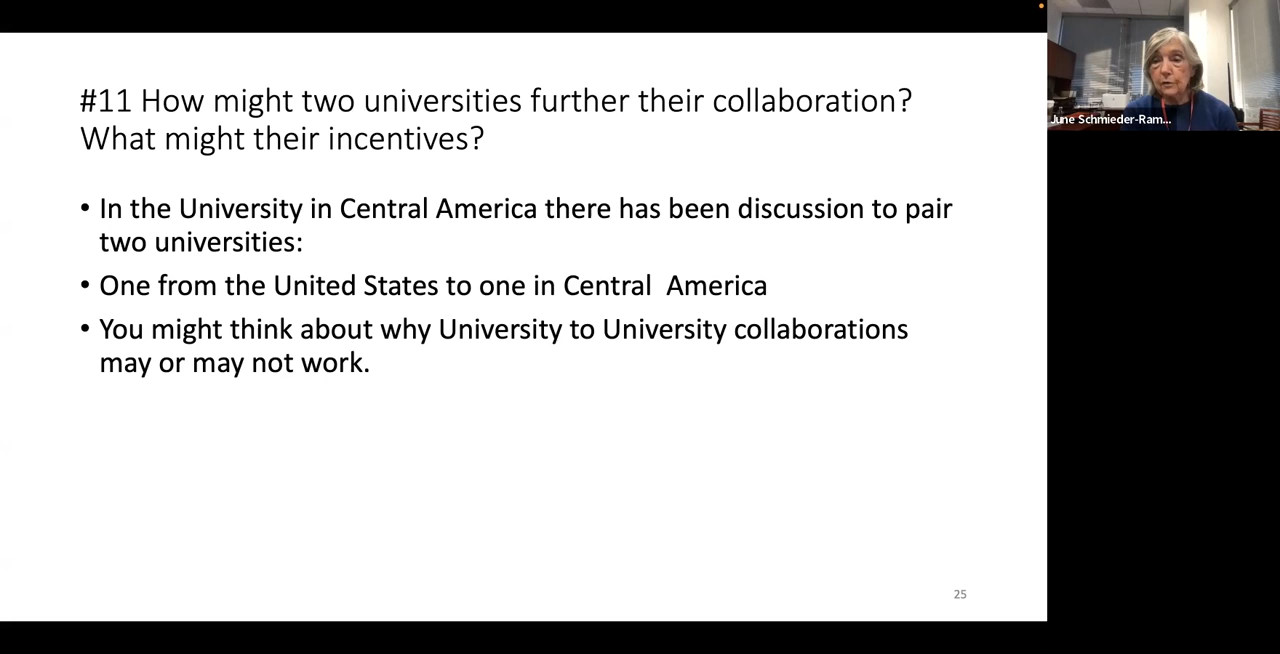 #11 How might two universities further their collaboration?
What might their incentives?
• In the University in Central America there has been discussion to pair
two universities:
• One from the United States to one in Central  America
• You might think about why University to University collaborations
may or may not work.
25
June Schmieder-Ram...